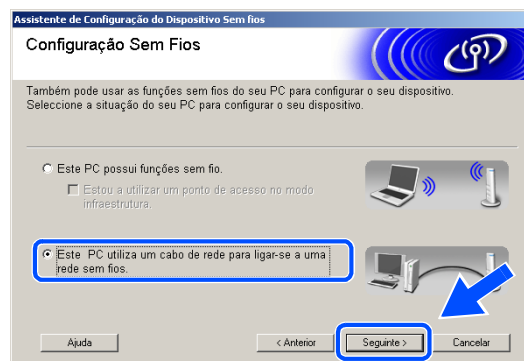 Assistente de Configuração do Dispositivo Sem fios
Configuração Sem Fios
Também pode usar as funções sem fios do seu PC para configurar o seu dispositivo.
Seleccione a situação do seu PC para configurar o seu dispositivo.
Este PC possui funções sem fio.
Estou a utilizar um ponto de acesso no modo
infraestrutura.
Este PC utiliza um cabo de rede para ligar-se a uma
rede sem fios.
Ajuda
< Anterior
Seguinte >
Cancelar